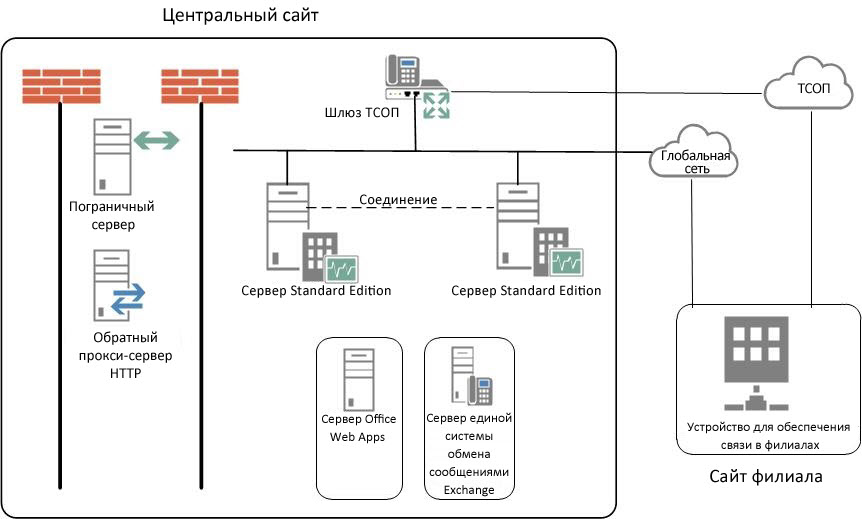 Центральный сайт
Шлюз ТСОП
ТСОП
Глобальная
сеть
Пограничный
сервер
Соединение
Сервер Standard Edition
Сервер Standard Edition
Обратный
прокси-сервер
HTTP
Сервер Office
Web Apps
Сервер единой
системы
обмена
сообщениями
Exchange
Устройство для обеспечения
связи в филиалах
Сайт филиала